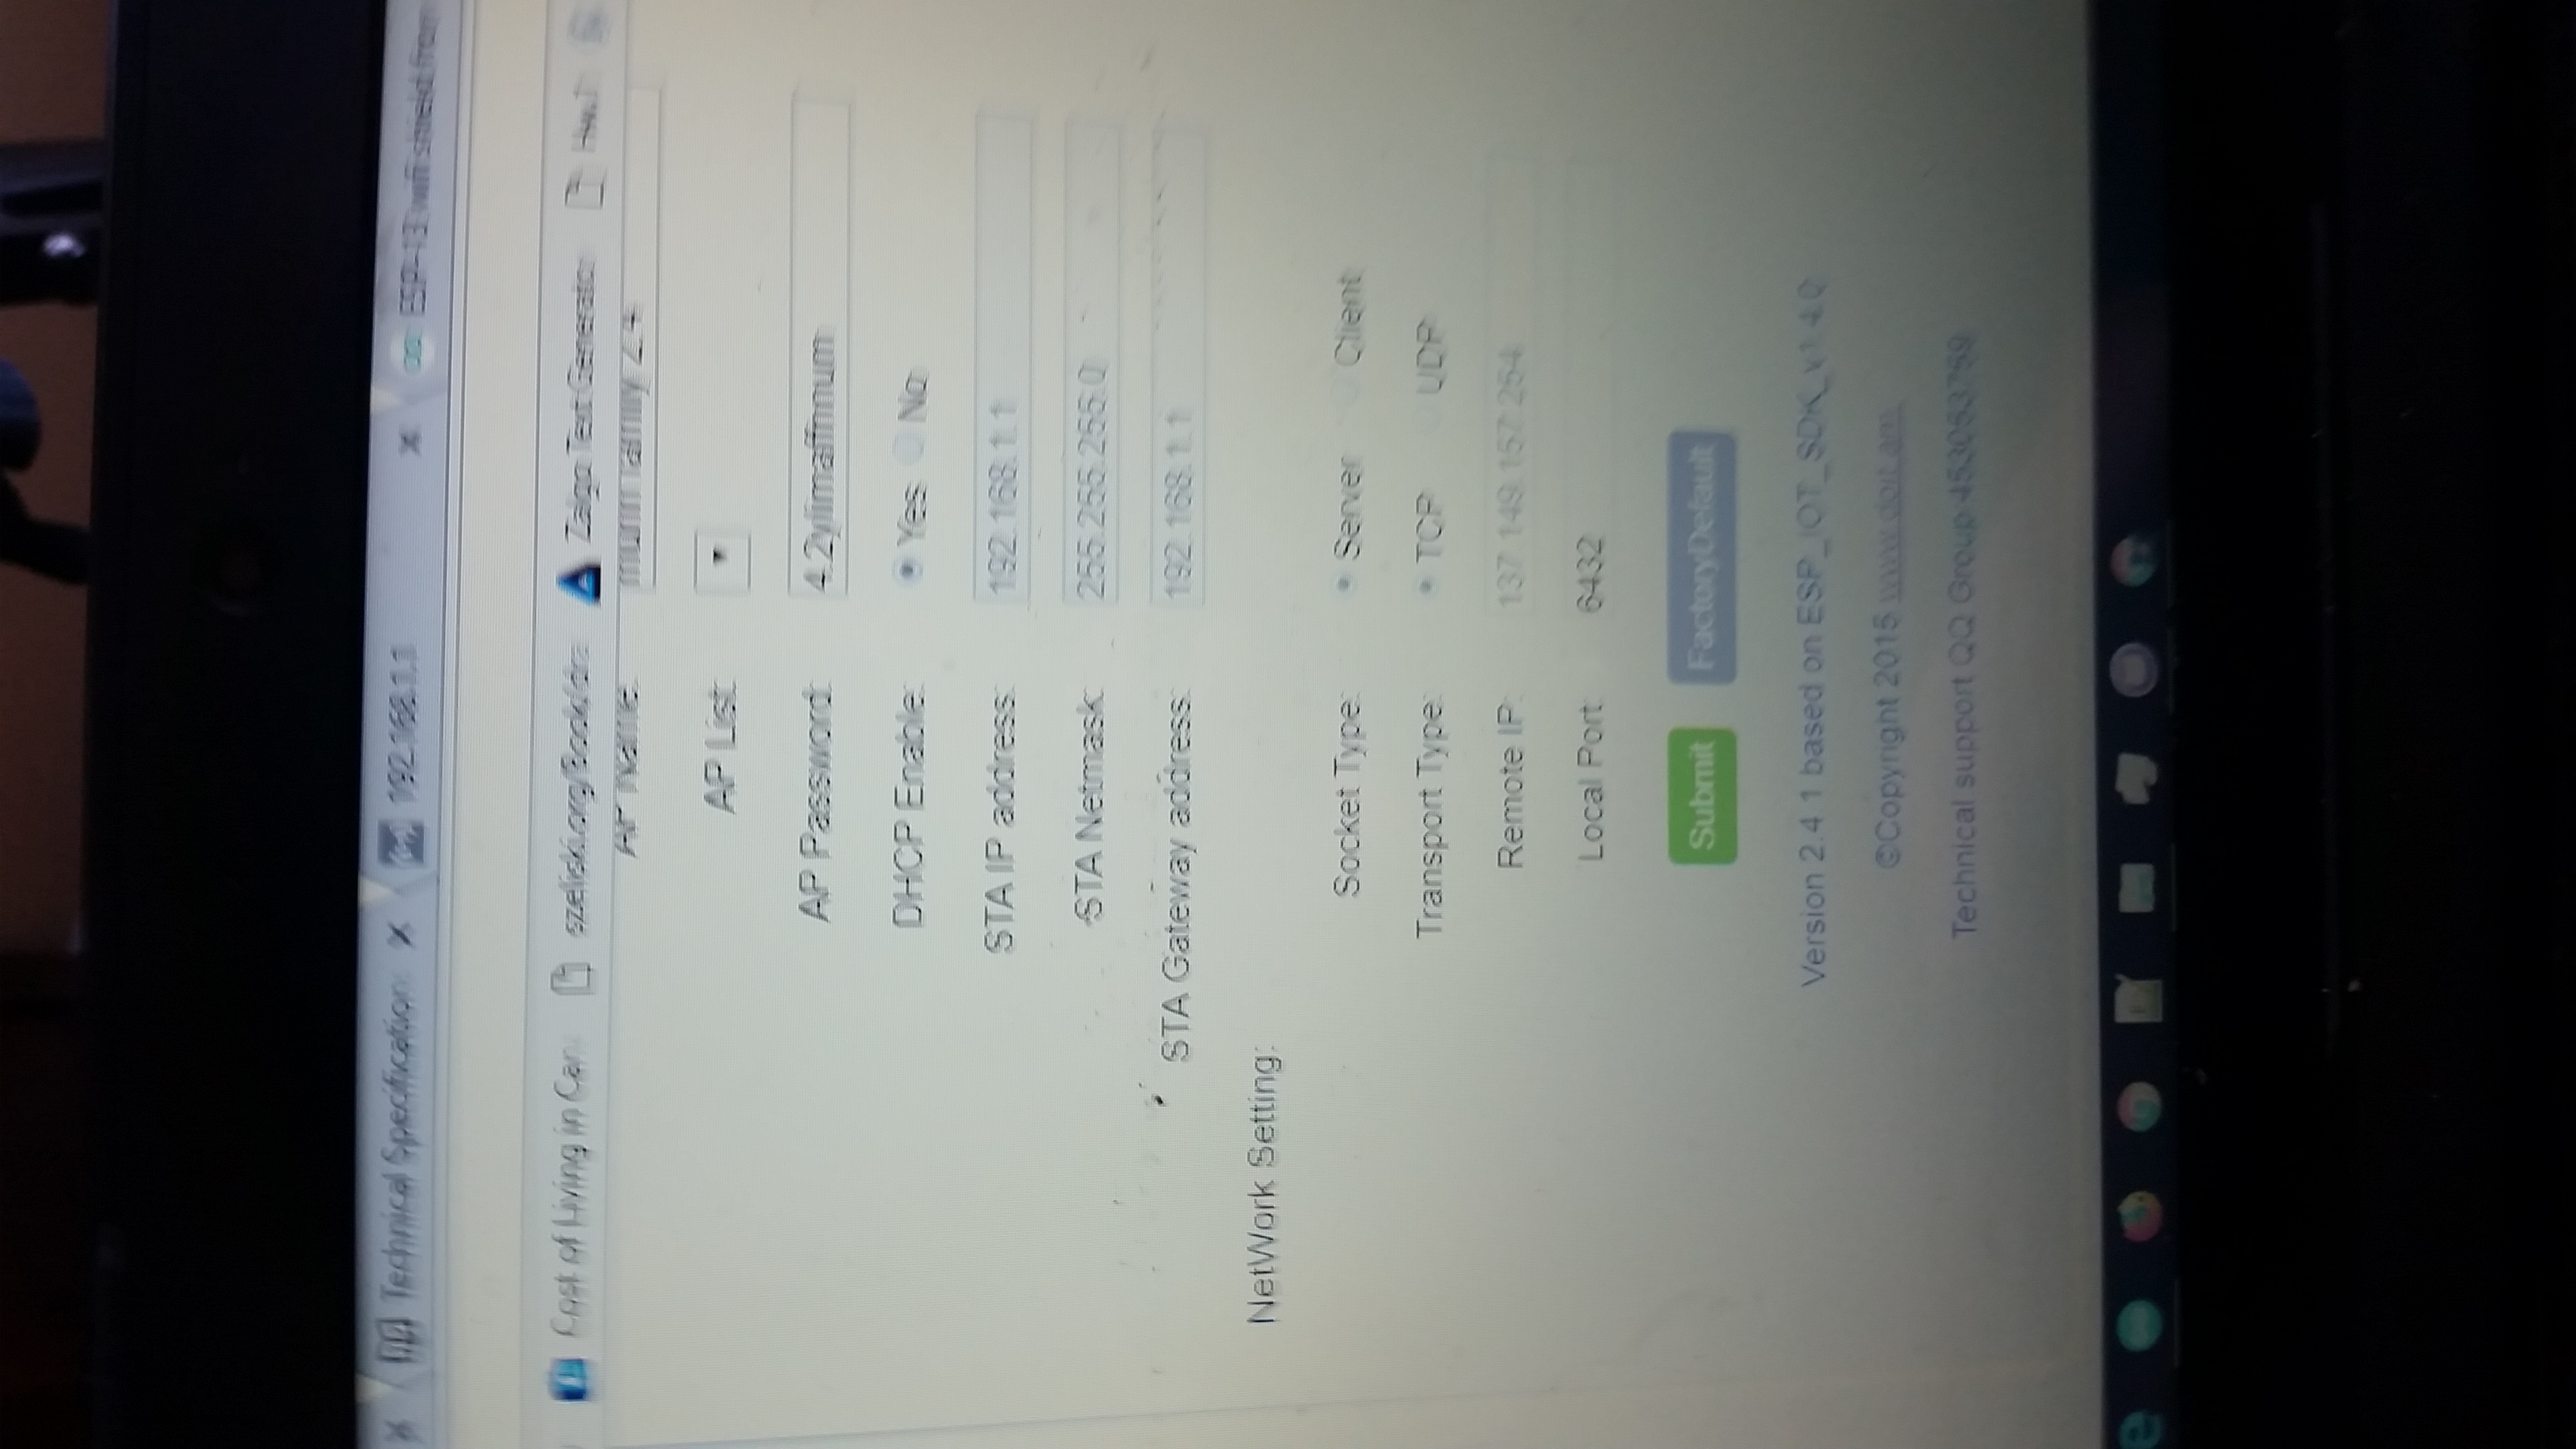 Technical Specification 192.168.1.1 ESP-13 wifi shield from
Cost of Living in Can szeliski.org/Book/dra Zalgo Text Generator
AP Name: munn family 2.4
AP List:
AP Password: 4.2ylimafnnum
DHCP Enable: Yes No
STA IP address: 192.168.1.1
STA Netmask: 255.255.255.0
STA Gateway address: 192.168.1.1
NetWork Setting:
Socket Type: Server Client
Transport Type: TCP UDP
Remote IP: 137.149.157.254
Local Port: 6432
Submit FactoryDefault
Version 2.4.1 based on ESP_IOT_SDK_v1.4.0
©Copyright 2015 www.doit.am
Technical support QQ Group